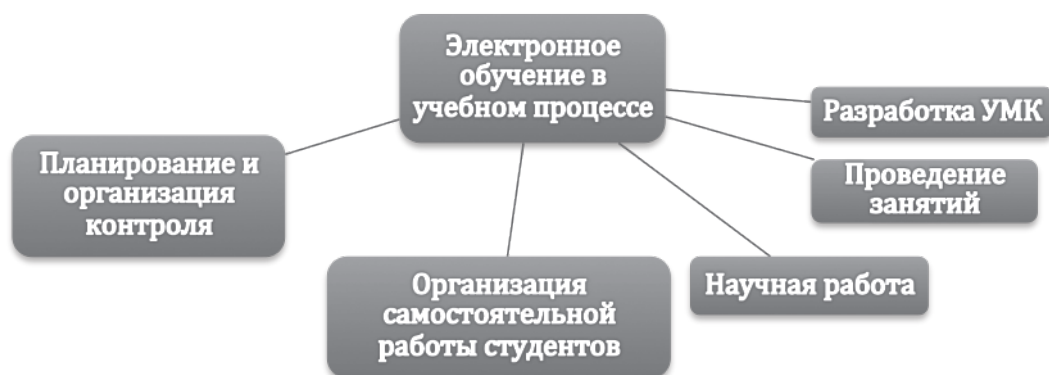 Электронное
обучение в
учебном процессе
Разработка УМК
Планирование и
организация
контроля
Проведение
занятий
Организация
самостоятельной
работы студентов
Научная работа